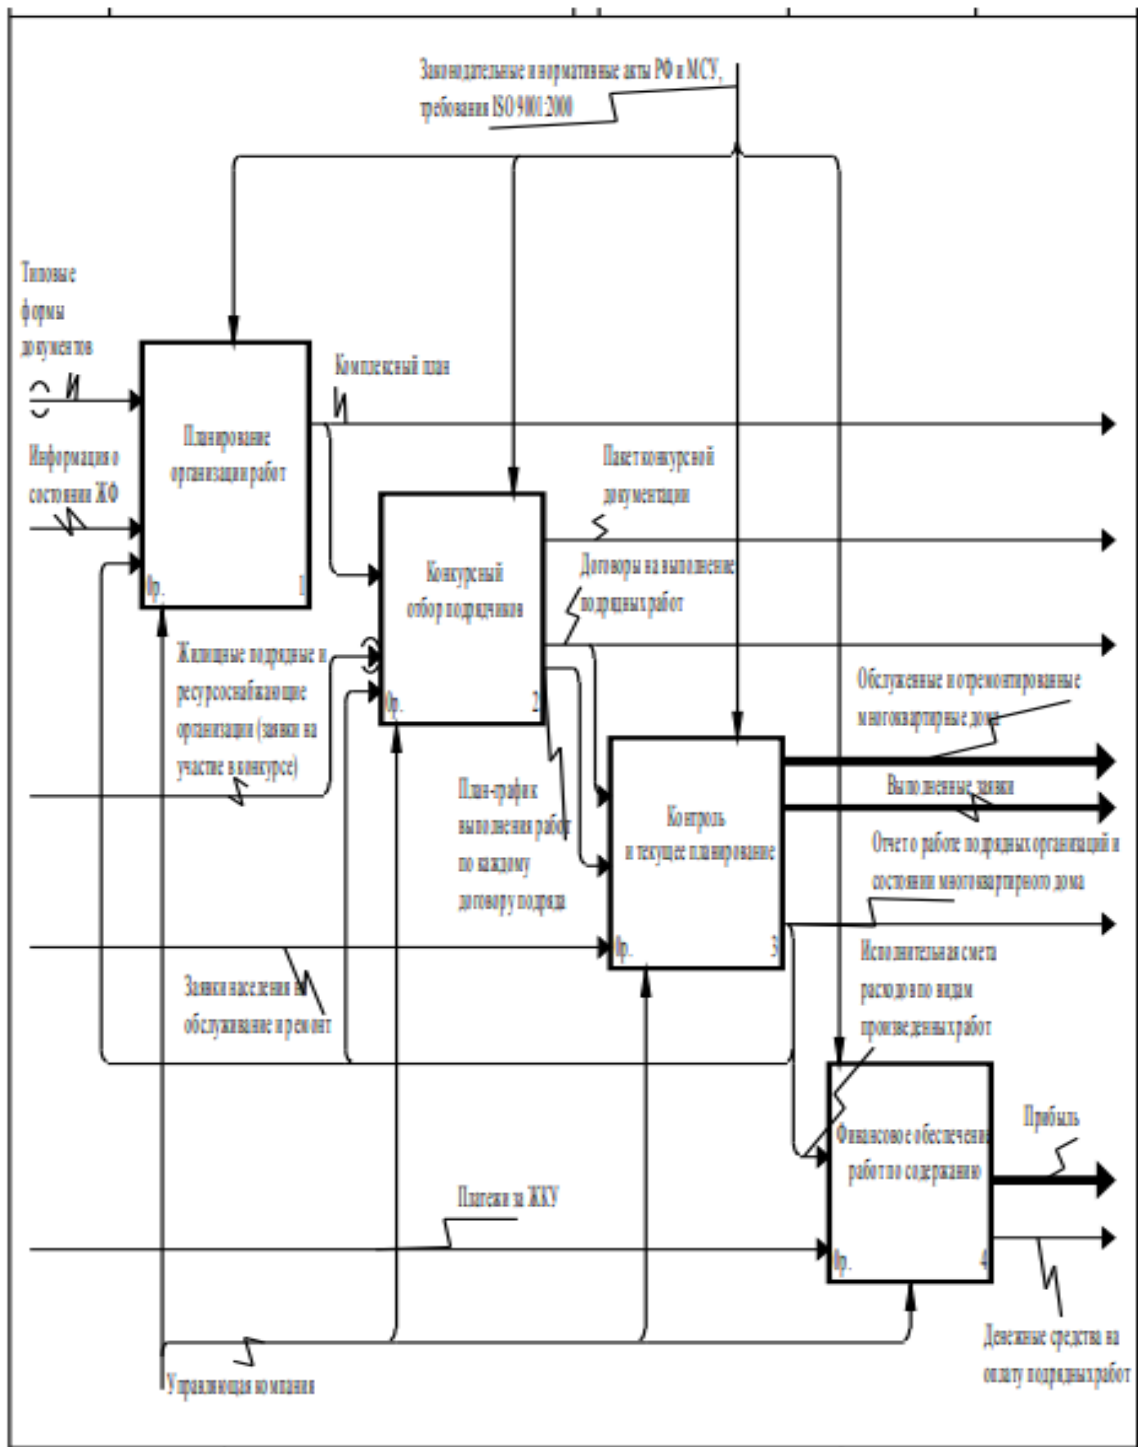 Законодательные и нормативные акты РФ и МСУ,
требования ISO 9001:2000
Типовые
формы
документов
Комплексный план
Планирование
организации работ
0р.
1
Информация о
состоянии ЖФ
Пакет конкурсной
документации
Конкурсный
отбор подрядчиков
0р.
2
Договоры на выполнение
подрядных работ
Жилищные подрядные и
ресурсоснабжающие
организации (заявки на
участие в конкурсе)
Обслуженные и отремонтированные
многоквартирные дома
План-график
выполнения работ
по каждому
договору подряда
Контроль
и текущее планирование
0р.
3
Выполненные заявки
Отчет о работе подрядных организаций и
состоянии многоквартирного дома
Заявки населения на
обслуживание и ремонт
Исполнительная смета
расходов по видам
произведенных работ
Финансовое обеспечение
работ по содержанию
0р.
4
Прибыль
Платежи за ЖКУ
Денежные средства на
оплату подрядных работ
Управляющая компания